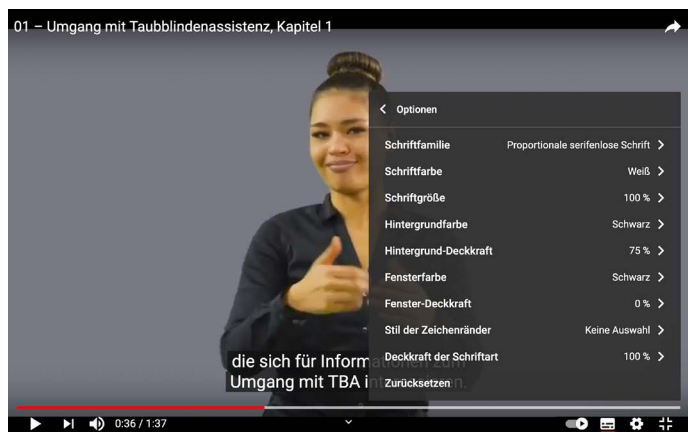 01 – Umgang mit Taubblindenassistenz, Kapitel 1
Optionen
Schriftfamilie Proportionale serifenlose Schrift
Schriftfarbe Weiß
Schriftgröße 100 %
Hintergrundfarbe Schwarz
Hintergrund-Deckkraft 75 %
Fensterfarbe Schwarz
Fenster-Deckkraft 0 %
Stil der Zeichenränder Keine Auswahl
Deckkraft der Schriftart 100 %
Zurücksetzen
die sich für Informationen zum
Umgang mit TBA
0:36 / 1:37